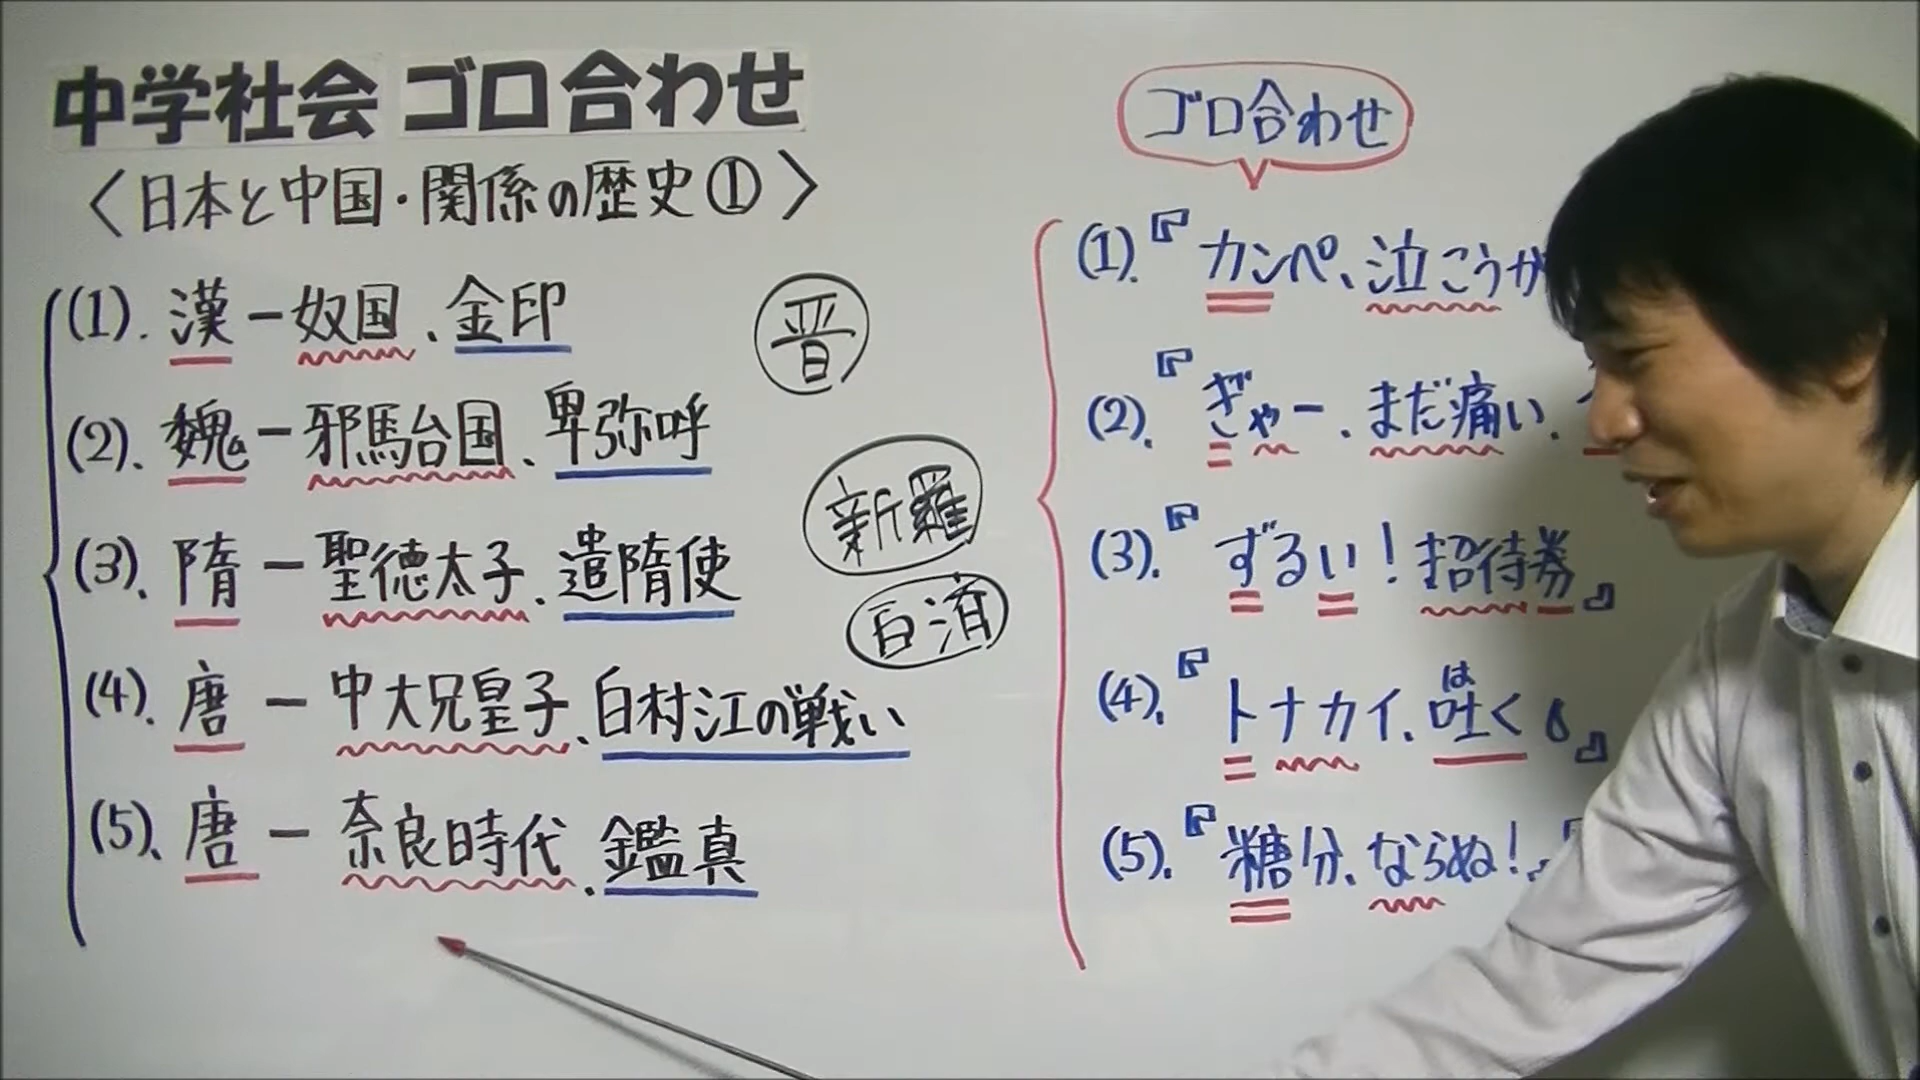 中学社会 ゴロ合わせ
〈日本と中国・関係の歴史①〉
(1). 漢ー奴国、金印
(2). 魏ー邪馬台国、卑弥呼
(3). 隋ー聖徳太子、遣隋使
(4). 唐ー中大兄皇子、白村江の戦い
(5). 唐ー奈良時代、鑑真
晋
新羅
百済
ゴロ合わせ
(1).『カンペ、泣こうか
(2).『ぎゃー、まだ痛い、
(3).『ずるい!招待券』
(4).『トナカイ、吐く。』
は
(5).『糖分、ならぬ!』